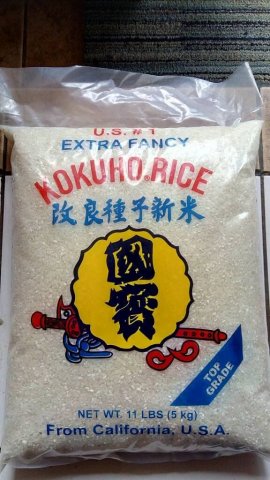 U.S. # 1
EXTRA FANCY
KOKUHO® RICE
改良種子新米
國寳
TOP GRADE
NET WT. 11 LBS (5 kg)
From California, U.S.A.